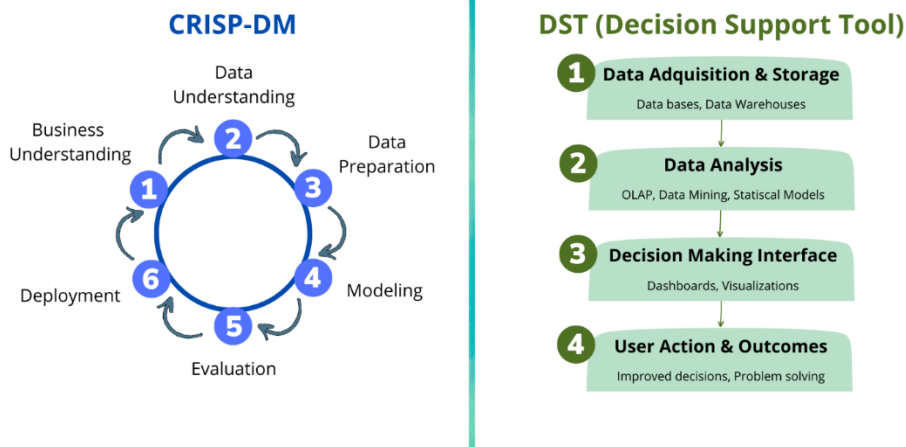 CRISP-DM
Data
Understanding
Business
Understanding
Data
Preparation
2
1
3
6
4
5
Deployment
Modeling
Evaluation
DST (Decision Support Tool)
1
Data Adquisition & Storage
Data bases, Data Warehouses
2
Data Analysis
OLAP, Data Mining, Statiscal Models
3
Decision Making Interface
Dashboards, Visualizations
4
User Action & Outcomes
Improved decisions, Problem solving